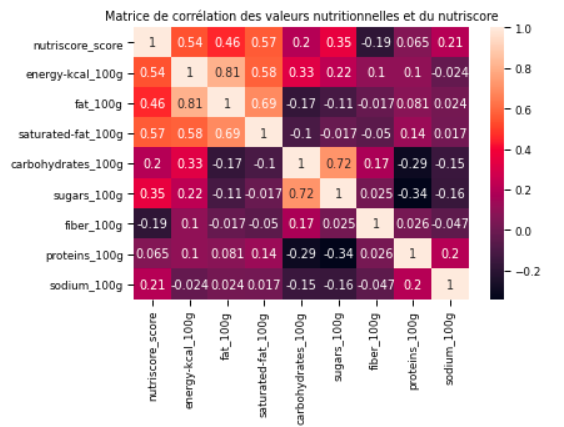 Matrice de corrélation des valeurs nutritionnelles et du nutriscore
nutriscore_score 1 0.54 0.46 0.57 0.2 0.35 -0.19 0.065 0.21
energy-kcal_100g 0.54 1 0.81 0.58 0.33 0.22 0.1 0.1 -0.024
fat_100g 0.46 0.81 1 0.69 -0.17 -0.11 -0.017 0.081 0.024
saturated-fat_100g 0.57 0.58 0.69 1 -0.1 -0.017 -0.05 0.14 0.017
carbohydrates_100g 0.2 0.33 -0.17 -0.1 1 0.72 0.17 -0.29 -0.15
sugars_100g 0.35 0.22 -0.11 -0.017 0.72 1 0.025 -0.34 -0.16
fiber_100g -0.19 0.1 -0.017 -0.05 0.17 0.025 1 0.026 -0.047
proteins_100g 0.065 0.1 0.081 0.14 -0.29 -0.34 0.026 1 0.2
sodium_100g 0.21 -0.024 0.024 0.017 -0.15 -0.16 -0.047 0.2 1
nutriscore_score
energy-kcal_100g
fat_100g
saturated-fat_100g
carbohydrates_100g
sugars_100g
fiber_100g
proteins_100g
sodium_100g
1.0
0.8
0.6
0.4
0.2
0.0
−0.2